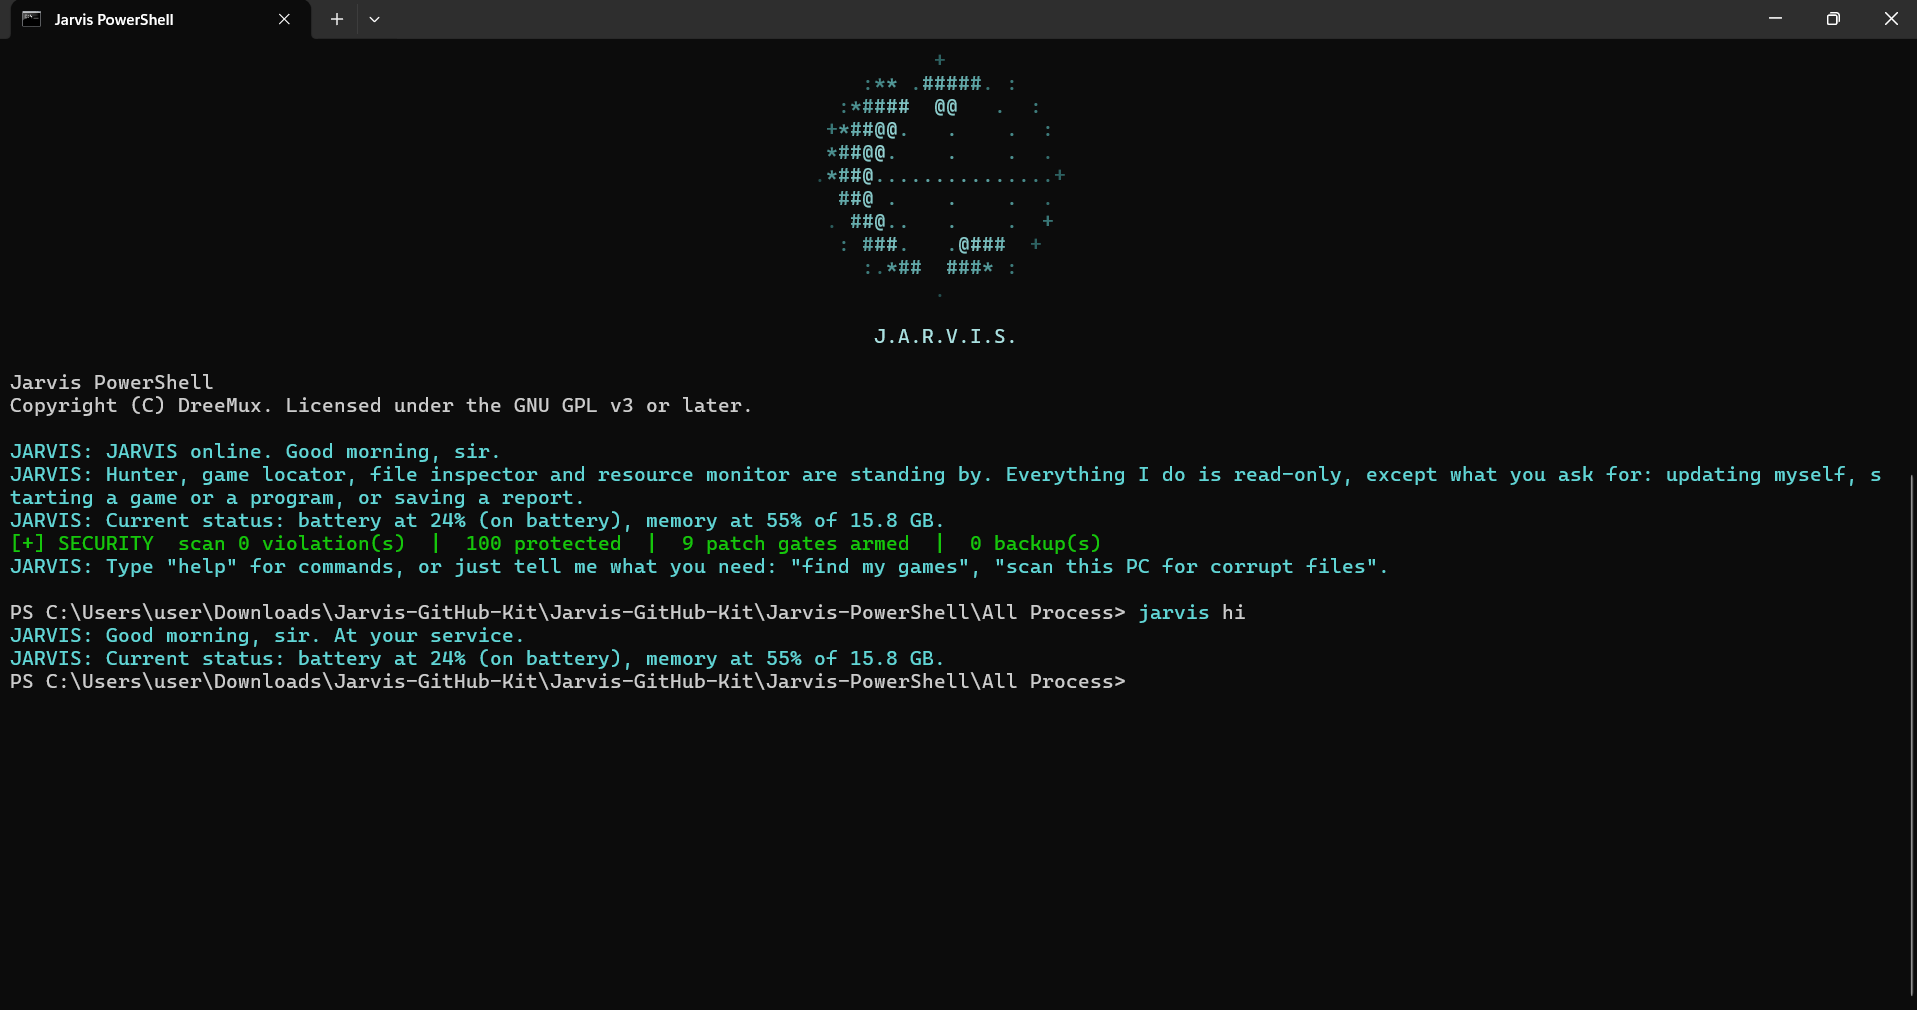 Jarvis PowerShell
+
:** .#####. :
:*####  @@   .  :
+*##@@.   .    .  :
*##@@.    .    .  .
.*##@...............+
##@ .    .    .  .
. ##@..   .    .  +
: ###.   .@###  +
:.*##  ###* :
.
J.A.R.V.I.S.
Jarvis PowerShell
Copyright (C) DreeMux. Licensed under the GNU GPL v3 or later.
JARVIS: JARVIS online. Good morning, sir.
JARVIS: Hunter, game locator, file inspector and resource monitor are standing by. Everything I do is read-only, except what you ask for: updating myself, s
tarting a game or a program, or saving a report.
JARVIS: Current status: battery at 24% (on battery), memory at 55% of 15.8 GB.
[+] SECURITY  scan 0 violation(s)  |  100 protected  |  9 patch gates armed  |  0 backup(s)
JARVIS: Type "help" for commands, or just tell me what you need: "find my games", "scan this PC for corrupt files".
PS C:\Users\user\Downloads\Jarvis-GitHub-Kit\Jarvis-GitHub-Kit\Jarvis-PowerShell\All Process> jarvis hi
JARVIS: Good morning, sir. At your service.
JARVIS: Current status: battery at 24% (on battery), memory at 55% of 15.8 GB.
PS C:\Users\user\Downloads\Jarvis-GitHub-Kit\Jarvis-GitHub-Kit\Jarvis-PowerShell\All Process>